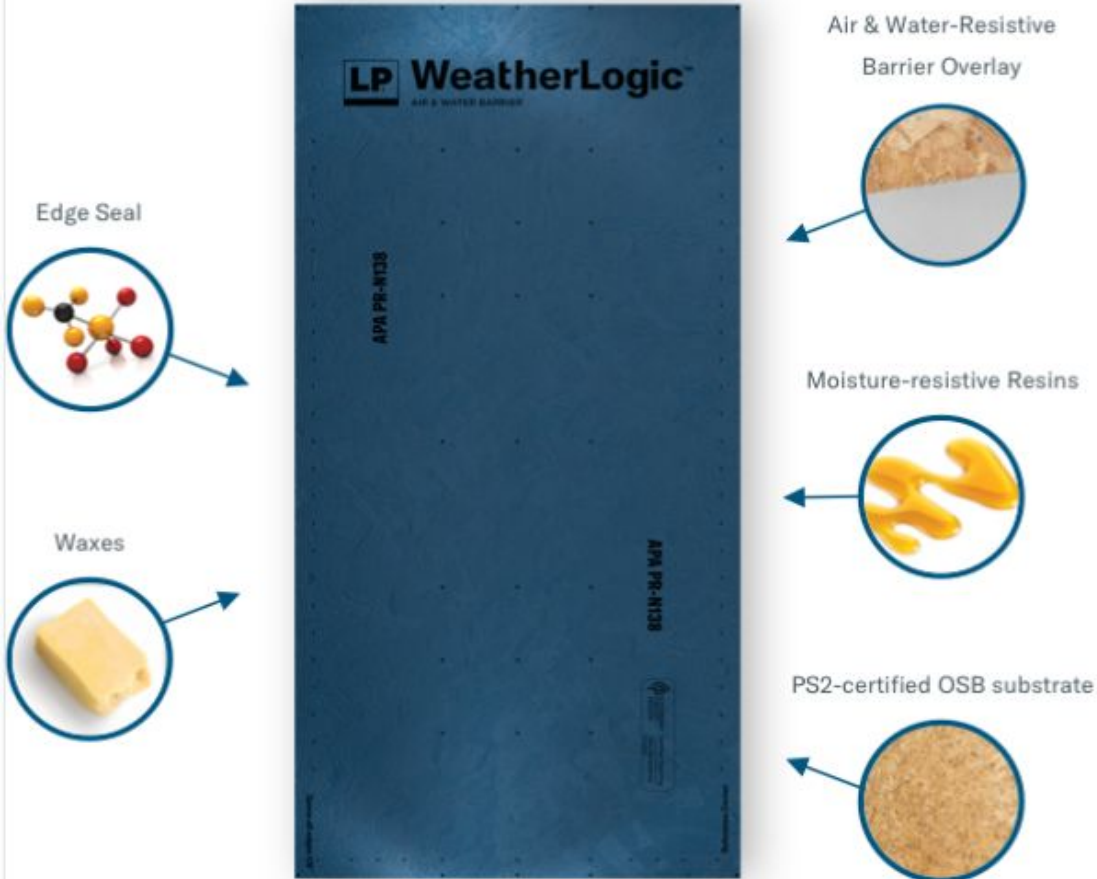 Air & Water-Resistive
Barrier Overlay
LP WeatherLogic™
AIR & WATER BARRIER
Edge Seal
APA PR-N138
Moisture-resistive Resins
Waxes
APA PR-N138
PS2-certified OSB substrate